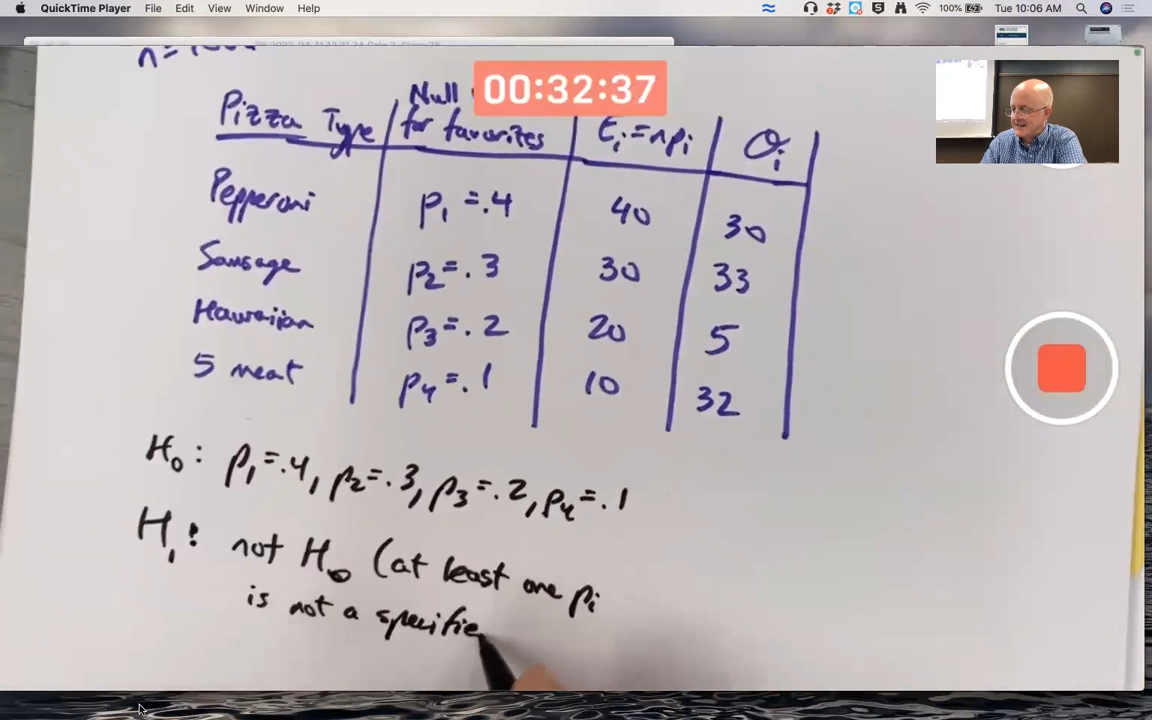 QuickTime Player File Edit View Window Help 100% Tue 10:06 AM
n=
Null
00:32:37
Pizza Type for favorites Ei=npi Oi
Pepperoni p1=.4 40 30
Sausage p2=.3 30 33
Hawaiian p3=.2 20 5
5 meat p4=.1 10 32
H0: p1=.4, p2=.3, p3=.2, p4=.1
H1: not H0 (at least one pi
is not a specifie